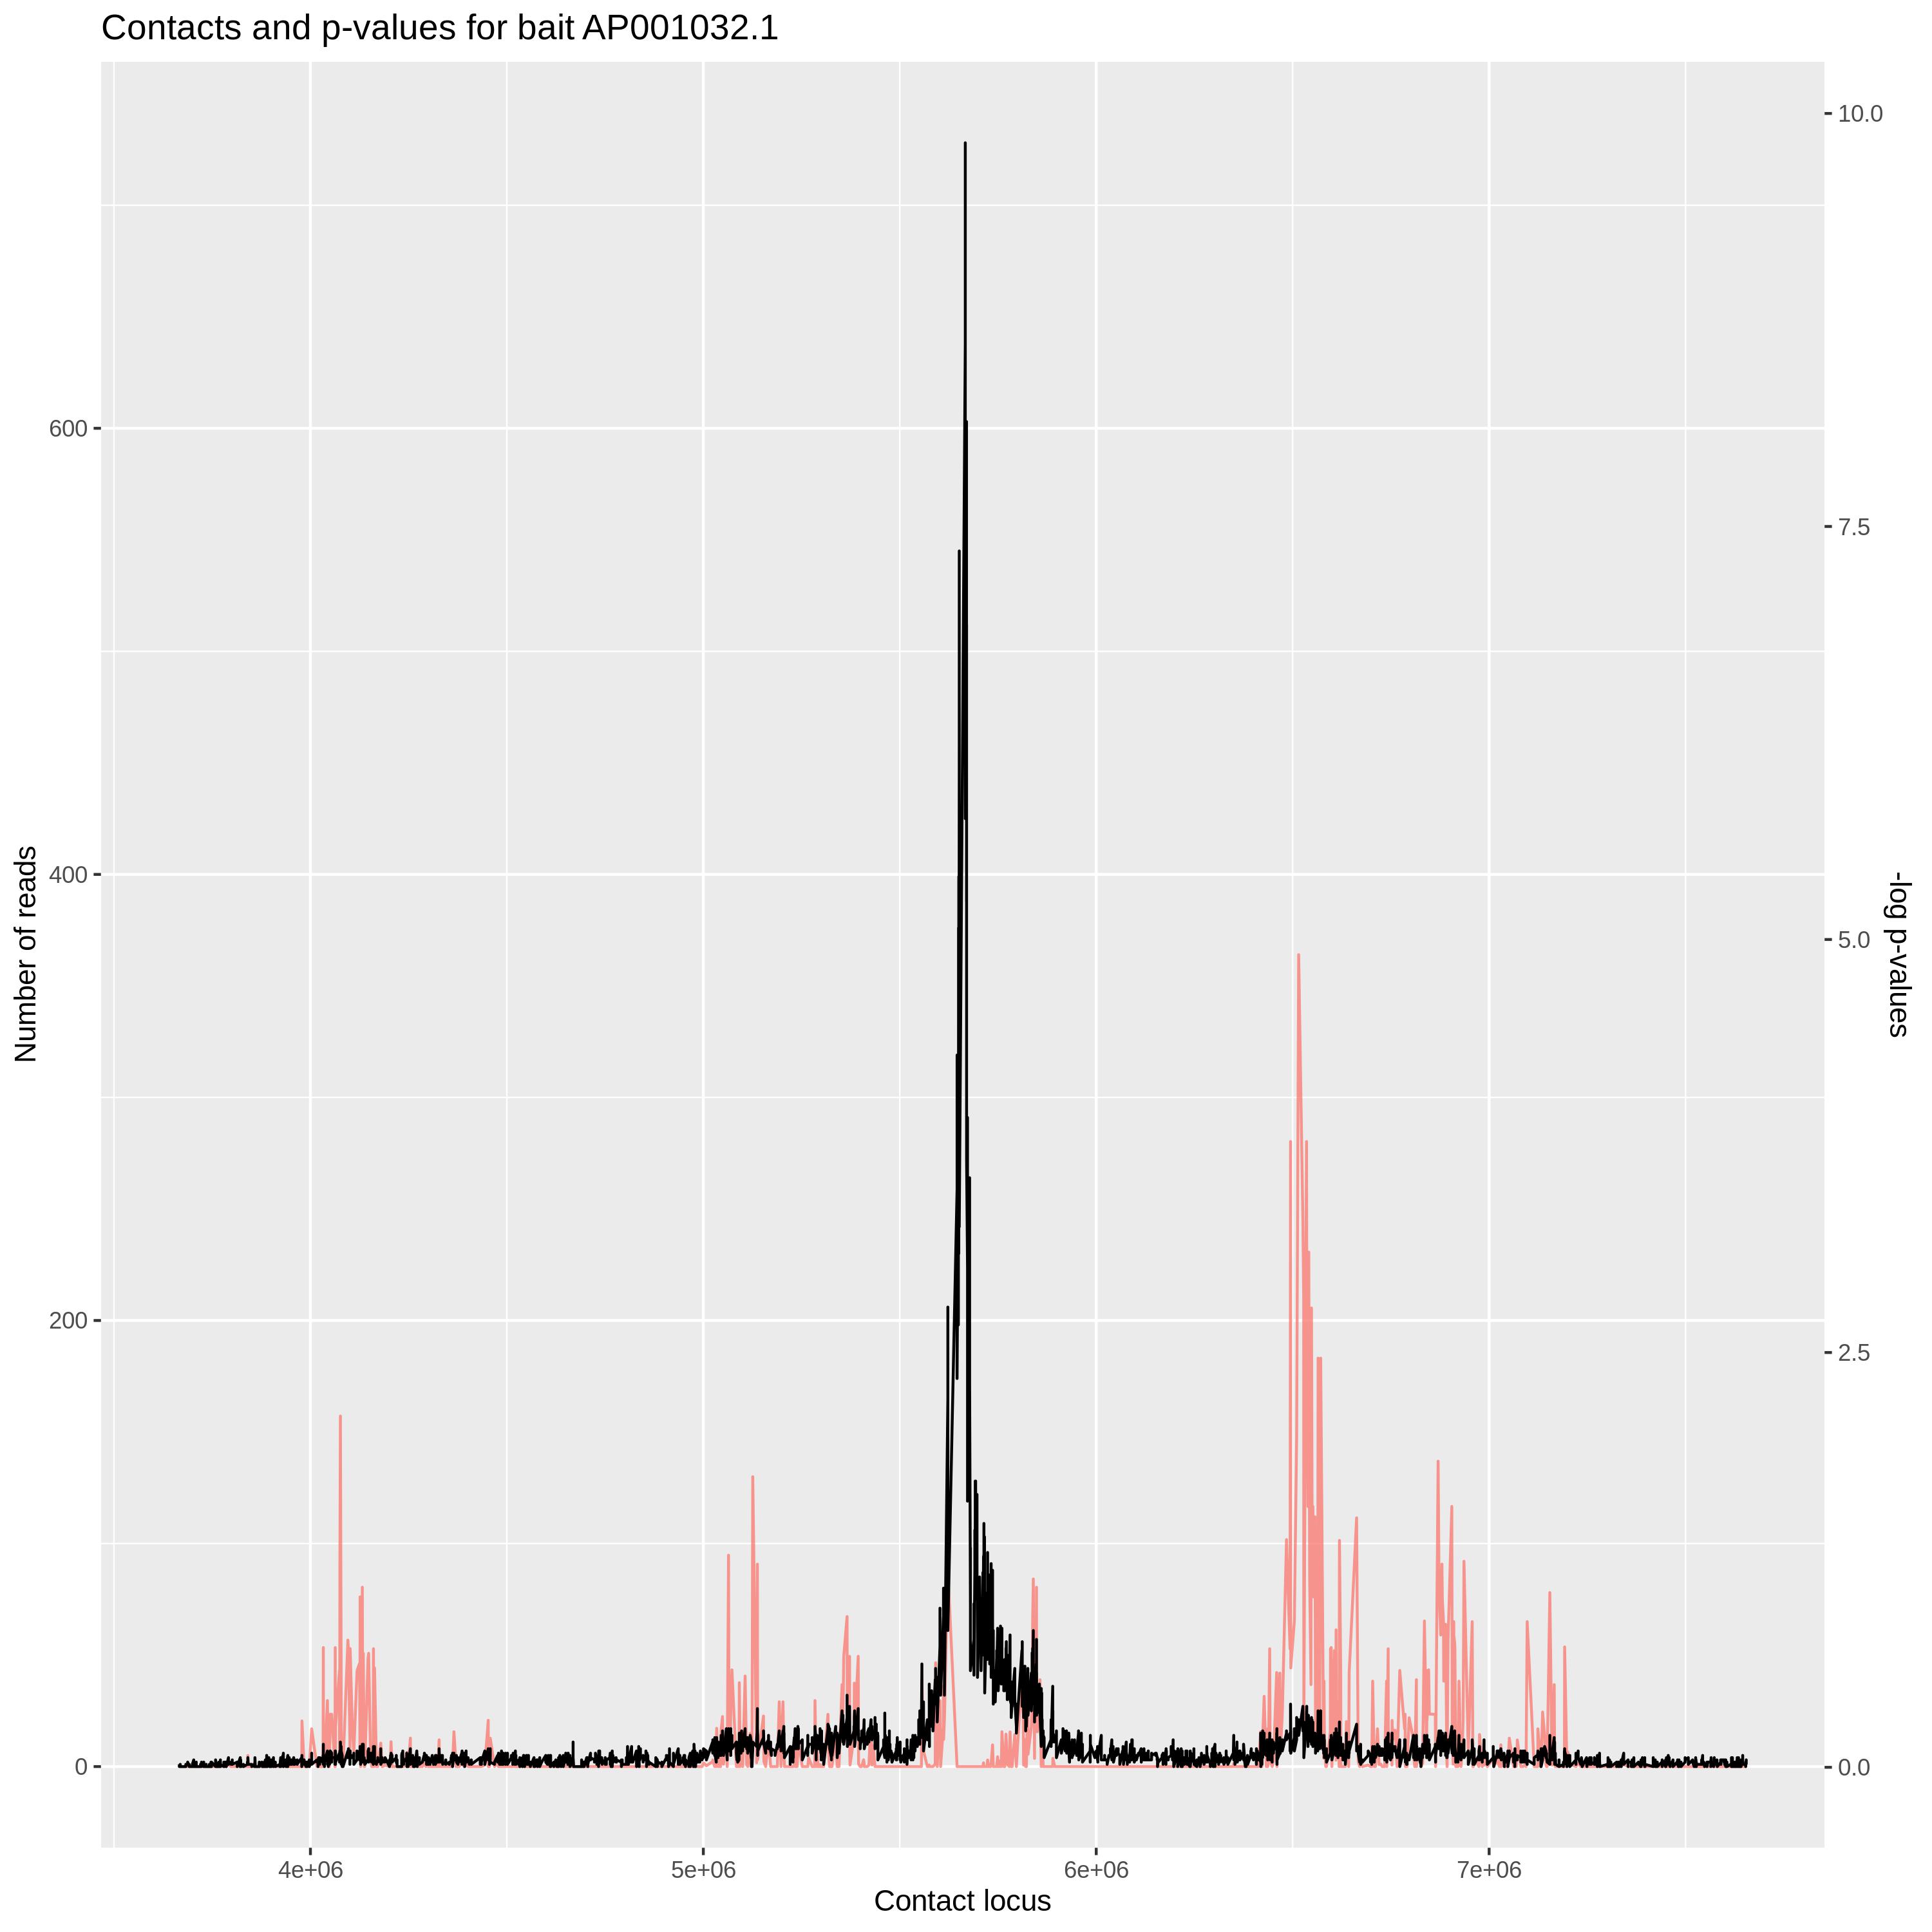 Contacts and p-values for bait AP001032.1
10.0
7.5
5.0
2.5
0.0
600
400
200
0
Number of reads
-log p-values
4e+06
5e+06
6e+06
7e+06
Contact locus